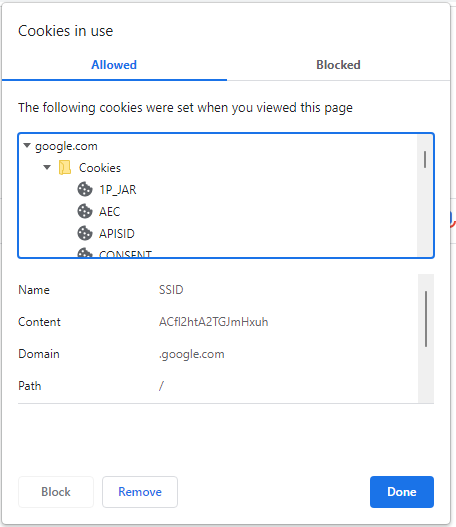 Cookies in use
Allowed Blocked
The following cookies were set when you viewed this page
google.com
Cookies
1P_JAR
AEC
APISID
CONSENT
Name SSID
Content ACfI2htA2TGJmHxuh
Domain .google.com
Path /
Block Remove Done